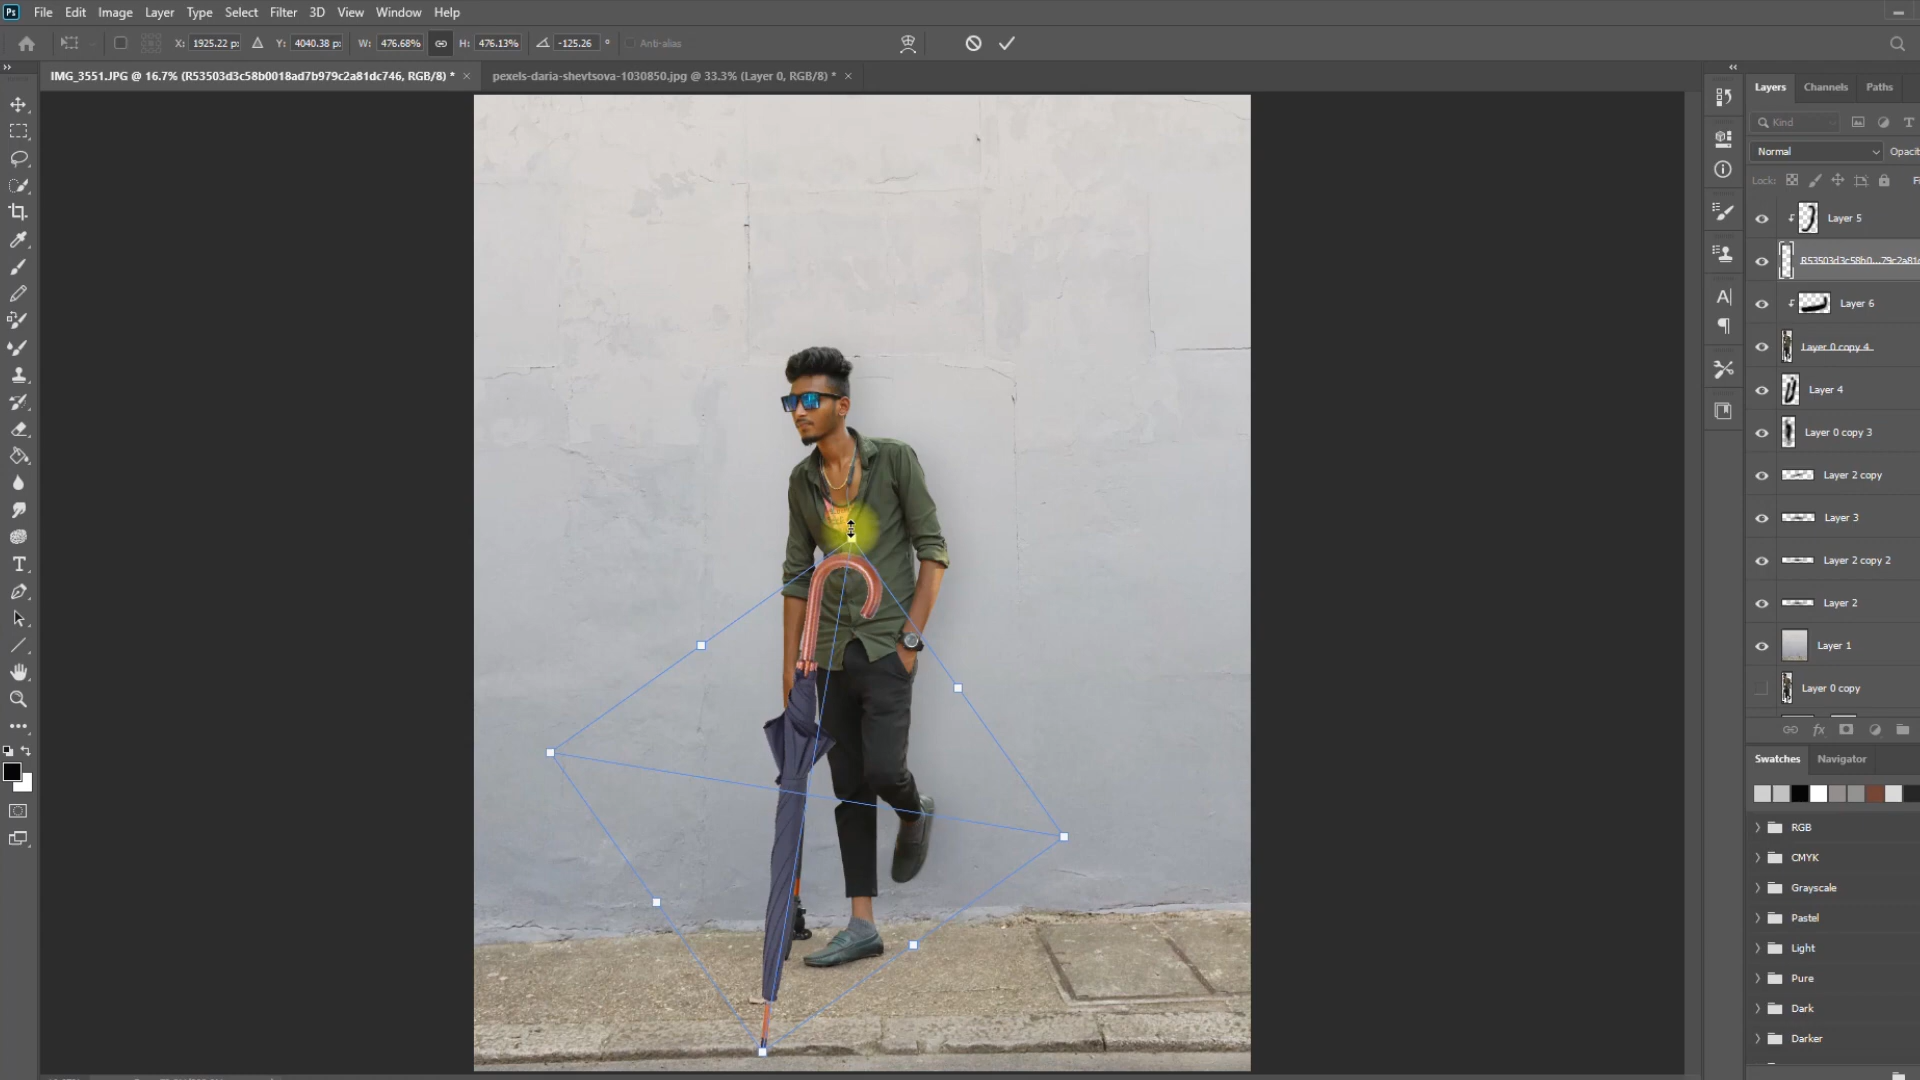 Ps File Edit Image Layer Type Select Filter 3D View Window Help
X: 1925.22 p: Y: 4040.38 p: W: 476.68% H: 476.13% -125.26 ° Anti-alias
IMG_3551.JPG @ 16.7% (R53503d3c58b0018ad7b979c2a81dc746, RGB/8) * pexels-daria-shevtsova-1030850.jpg @ 33.3% (Layer 0, RGB/8) *
Layers Channels Paths
Kind
Normal Opacit
Lock: Fi
Layer 5
R53503d3c58b0...79c2a81
Layer 6
Layer 0 copy 4
Layer 4
Layer 0 copy 3
Layer 2 copy
Layer 3
Layer 2 copy 2
Layer 2
Layer 1
Layer 0 copy
Swatches Navigator
RGB
CMYK
Grayscale
Pastel
Light
Pure
Dark
Darker